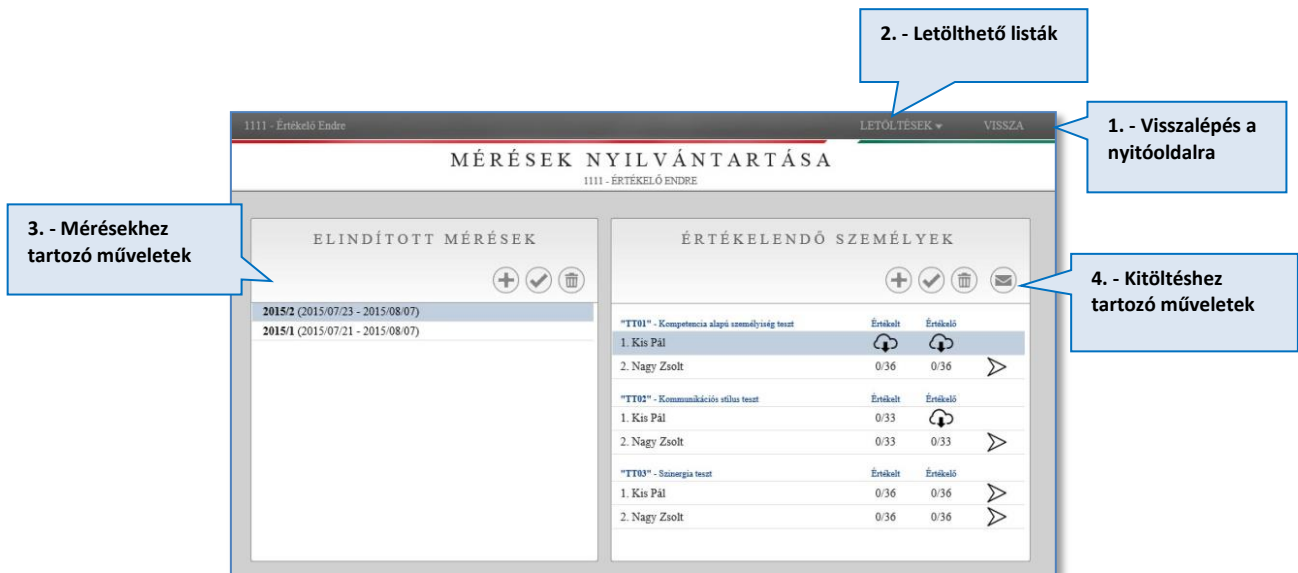 2. - Letölthető listák
1111 - Értékelő Endre
LETÖLTÉSEK
VISSZA
1. - Visszalépés a
nyitóoldalra
MÉRÉSEK NYILVÁNTARTÁSA
1111 - ÉRTÉKELŐ ENDRE
3. - Mérésekhez
tartozó műveletek
ELINDÍTOTT MÉRÉSEK
2015/2 (2015/07/23 - 2015/08/07)
2015/1 (2015/07/21 - 2015/08/07)
ÉRTÉKELENDŐ SZEMÉLYEK
4. - Kitöltéshez
tartozó műveletek
"TT01" - Kompetencia alapú személyiség teszt Értékelt Értékelő
1. Kis Pál
2. Nagy Zsolt 0/36 0/36
"TT02" - Kommunikációs stílus teszt Értékelt Értékelő
1. Kis Pál 0/33
2. Nagy Zsolt 0/33 0/33
"TT03" - Szinergia teszt Értékelt Értékelő
1. Kis Pál 0/36 0/36
2. Nagy Zsolt 0/36 0/36